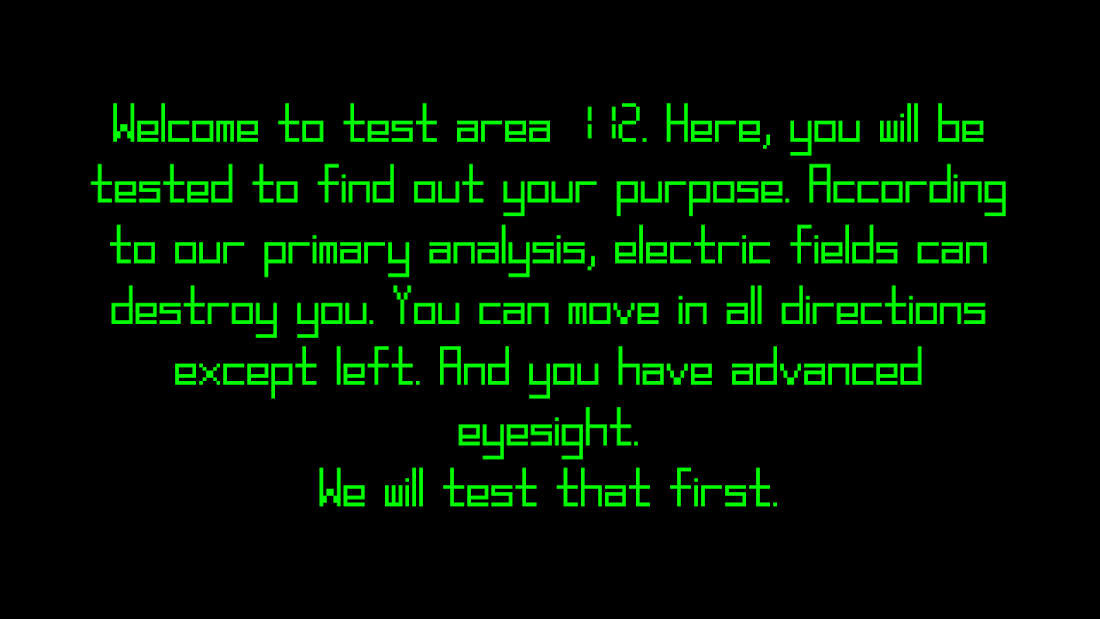 Welcome to test area 112. Here, you will be
tested to find out your purpose. According
to our primary analysis, electric fields can
destroy you. You can move in all directions
except left. And you have advanced
eyesight.
We will test that first.